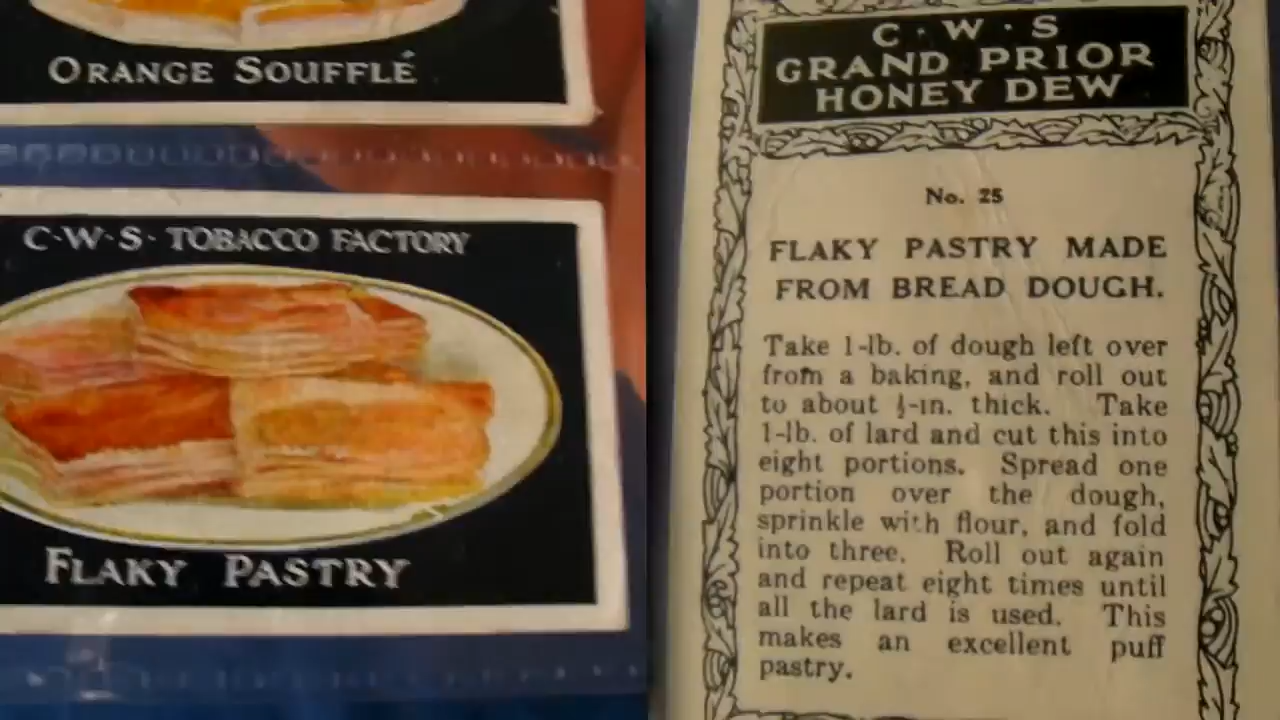 ORANGE SOUFFLÉ
C·W·S· TOBACCO FACTORY
FLAKY PASTRY
C·W·S
GRAND PRIOR
HONEY DEW
No. 25
FLAKY PASTRY MADE
FROM BREAD DOUGH.
Take 1-lb. of dough left over
from a baking, and roll out
to about ½-in. thick. Take
1-lb. of lard and cut this into
eight portions. Spread one
portion over the dough,
sprinkle with flour, and fold
into three. Roll out again
and repeat eight times until
all the lard is used. This
makes an excellent puff
pastry.